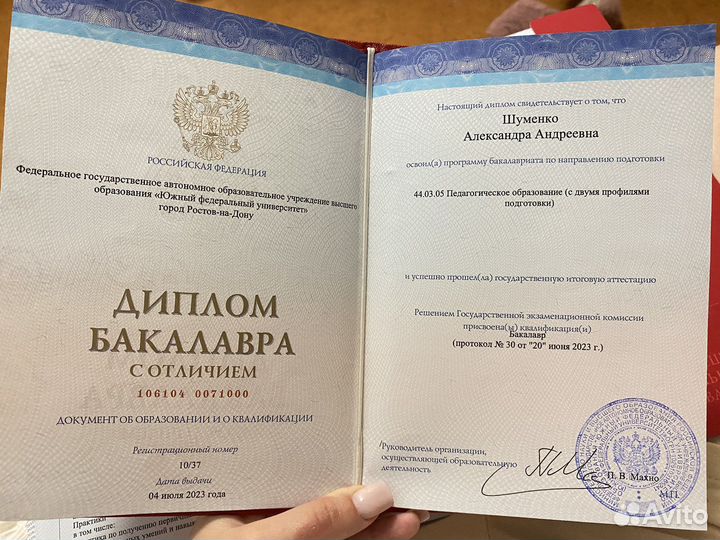 РОССИЙСКАЯ ФЕДЕРАЦИЯ
Федеральное государственное автономное образовательное учреждение высшего
образования «Южный федеральный университет»
город Ростов-на-Дону
ДИПЛОМ
БАКАЛАВРА
С ОТЛИЧИЕМ
106104 0071000
ДОКУМЕНТ ОБ ОБРАЗОВАНИИ И О КВАЛИФИКАЦИИ
Регистрационный номер
10/37
Дата выдачи
04 июля 2023 года
Настоящий диплом свидетельствует о том, что
Шуменко
Александра Андреевна
освоил(а) программу бакалавриата по направлению подготовки
44.03.05 Педагогическое образование (с двумя профилями
подготовки)
и успешно прошел(ла) государственную итоговую аттестацию
Решением Государственной экзаменационной комиссии
присвоена(ы) квалификация(и)
Бакалавр
(протокол № 30 от "20" июня 2023 г.)
Руководитель организации,
осуществляющей образовательную
деятельность
П. В. Махно
М.П.
Практики
в том числе:
Avito